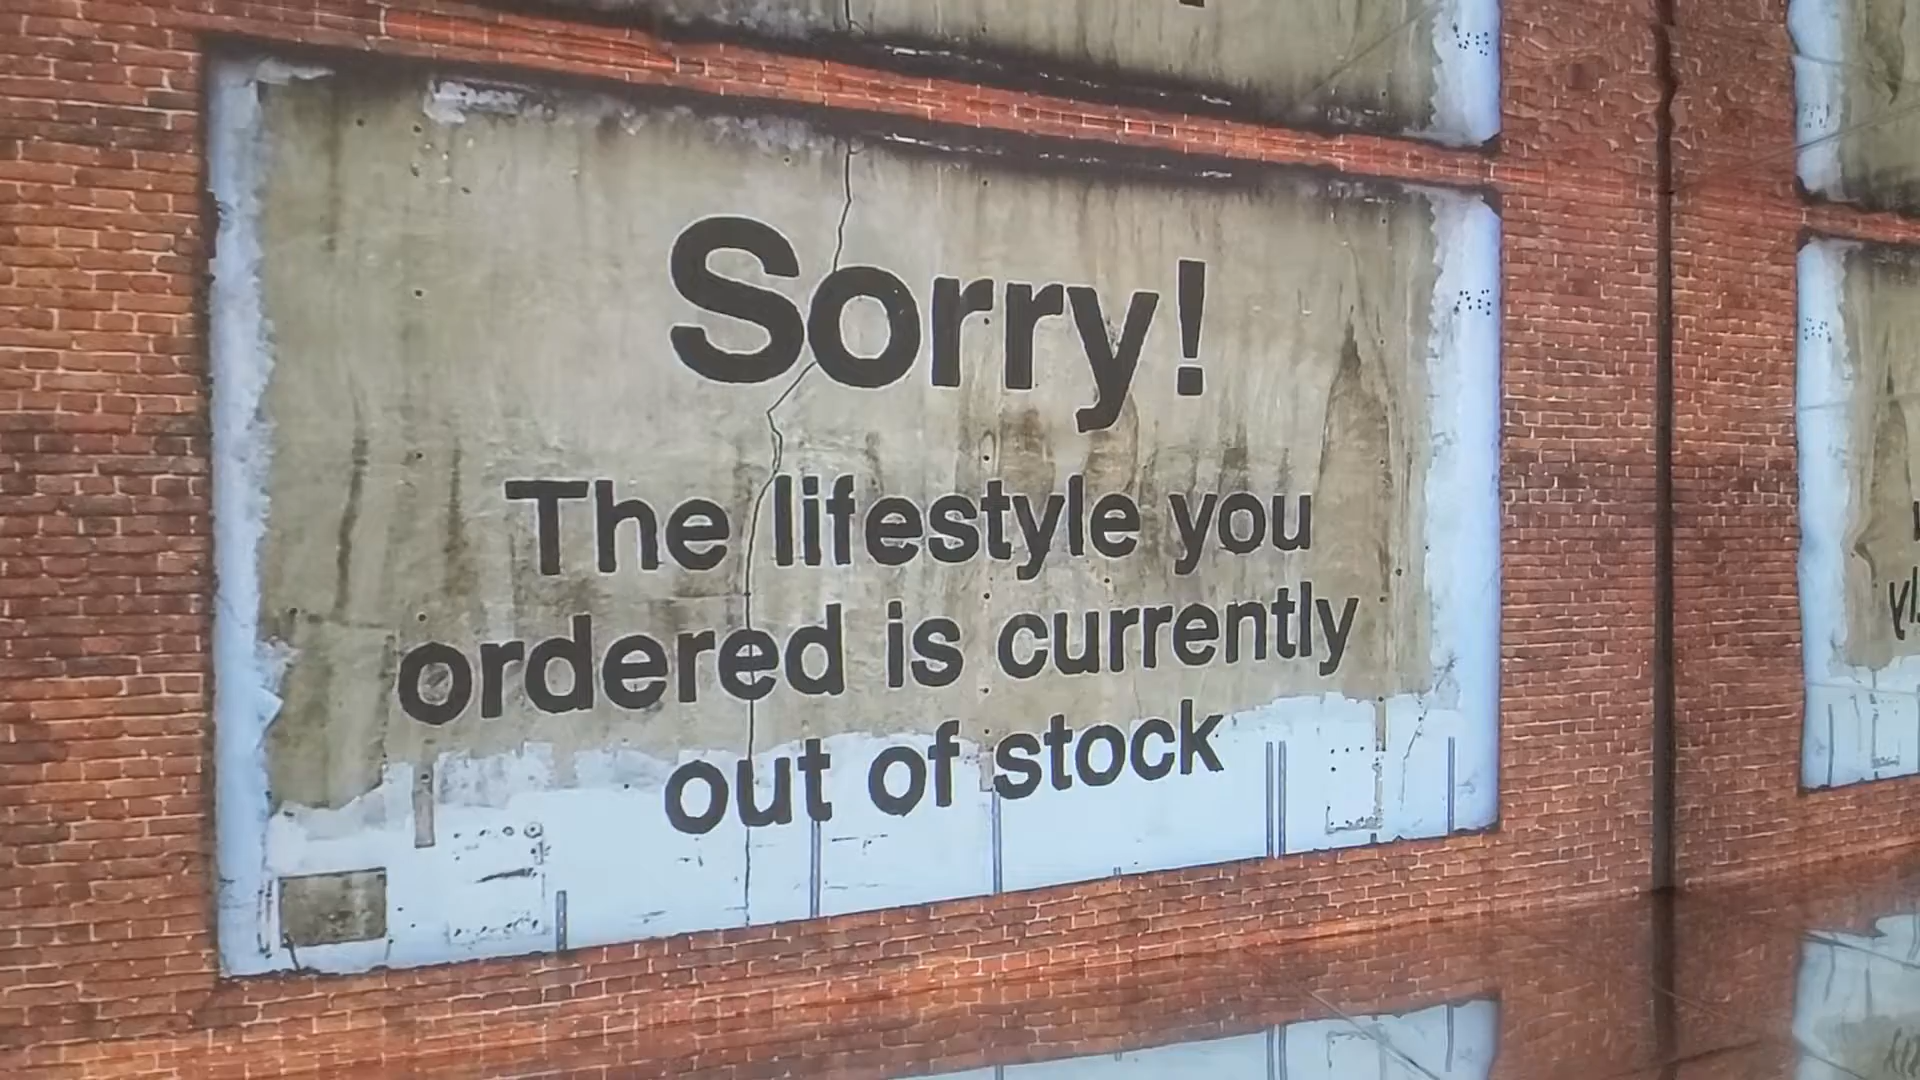 Sorry!
The lifestyle you
ordered is currently
out of stock